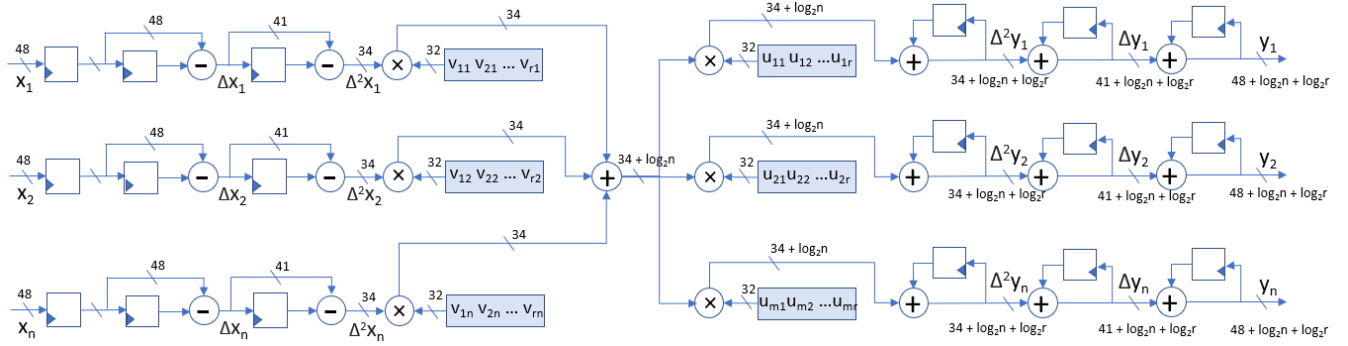 48 41 34 34 + log₂n
48 x₁ − Δx₁ − 34 Δ²x₁ × 32 v₁₁ v₂₁ … vᵣ₁ × 32 u₁₁ u₁₂ …u₁ᵣ + Δ²y₁ + Δy₁ + y₁
34 + log₂n + log₂r 41 + log₂n + log₂r 48 + log₂n + log₂r
48 41 34 34 + log₂n
48 x₂ − Δx₂ − 34 Δ²x₂ × 32 v₁₂ v₂₂ … vᵣ₂ + 34 + log₂n × 32 u₂₁u₂₂ …u₂ᵣ + Δ²y₂ + Δy₂ + y₂
34 + log₂n + log₂r 41 + log₂n + log₂r 48 + log₂n + log₂r
48 41 34 34 + log₂n
48 xₙ − Δxₙ − 34 Δ²xₙ × 32 v₁ₙ v₂ₙ … vᵣₙ × 32 uₘ₁uₘ₂ …uₘᵣ + Δ²yₙ + Δyₙ + yₙ
34 + log₂n + log₂r 41 + log₂n + log₂r 48 + log₂n + log₂r